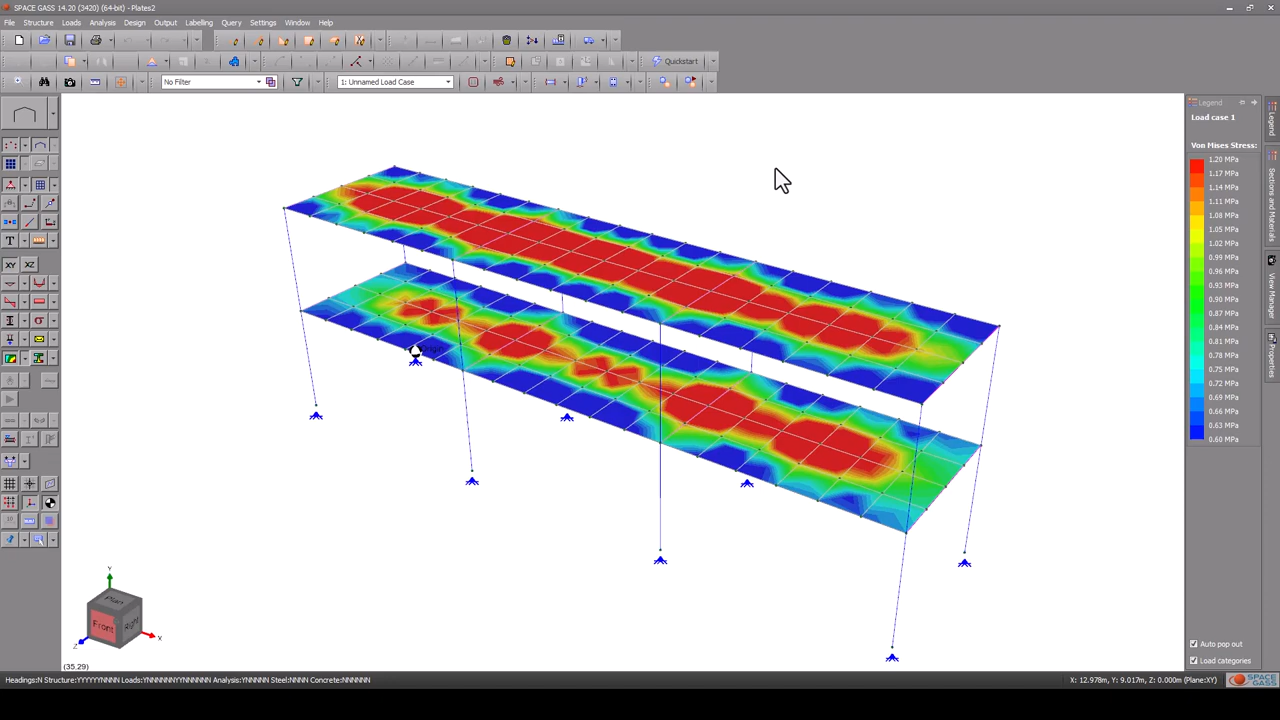 SPACE GASS 14.20 (3420) (64-bit) - Plates2
File Structure Loads Analysis Design Output Labelling Query Settings Window Help
Quickstart
No Filter
1: Unnamed Load Case
Legend
Load case 1
Von Mises Stress:
1.20 MPa
1.17 MPa
1.14 MPa
1.11 MPa
1.08 MPa
1.05 MPa
1.02 MPa
0.99 MPa
0.96 MPa
0.93 MPa
0.90 MPa
0.87 MPa
0.84 MPa
0.81 MPa
0.78 MPa
0.75 MPa
0.72 MPa
0.69 MPa
0.66 MPa
0.63 MPa
0.60 MPa
Legend
Sections and Materials
View Manager
Properties
XY
XZ
T
Origin
Plan
Front
Right
Y
X
Z
Auto pop out
Load categories
(35.29)
Headings:N Structure:YYYYYNNNN Loads:YNNNNNNYYNNNNNN Analysis:YNNNNN Steel:NNNN Concrete:NNNNNN
X: 12.978m, Y: 9.017m, Z: 0.000m (Plane:XY)
SPACE GASS